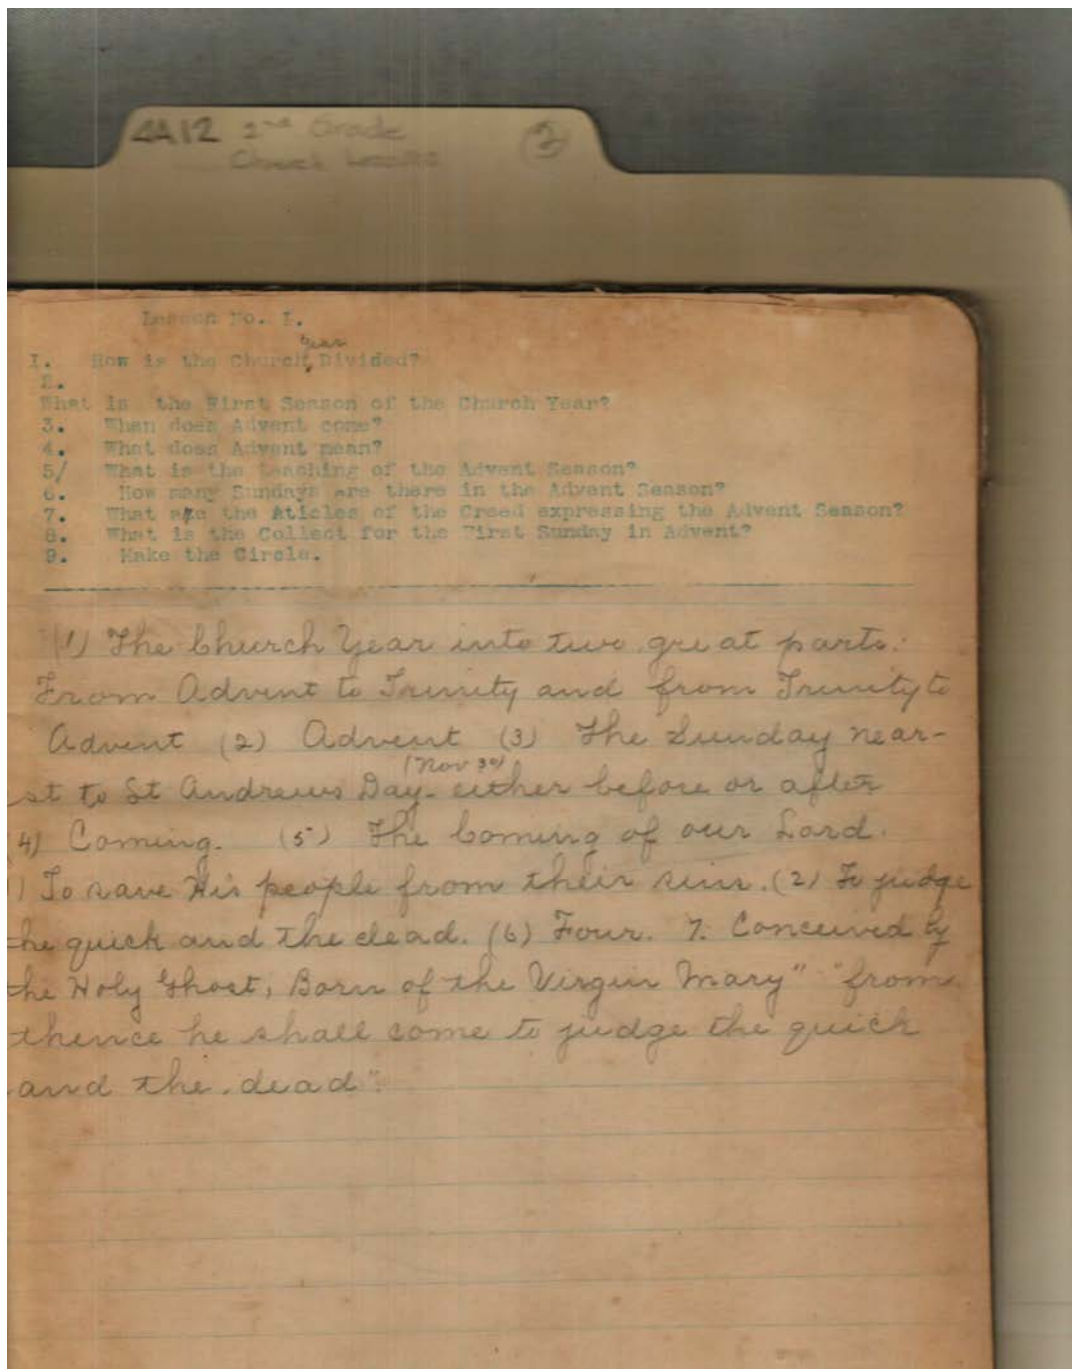 4A12 2nd Grade
Church Lessons
2
Lesson No. I.
year
I. How is the Church Divided?
2.
What is the First Season of the Church Year?
3. When does Advent come?
4. What does Advent mean?
5/ What is the teaching of the Advent Season?
6. How many Sundays are there in the Advent Season?
7. What are the Aticles of the Creed expressing the Advent Season?
8. What is the Collect for the First Sunday in Advent?
9. Make the Circle.
(1) The Church Year into two great parts.
From Advent to Trinity and from Trinity to
Advent (2) Advent (3) The Sunday near-
(Nov 30)
st to St Andrews Day - either before or after
4) Coming. (5) The Coming of our Lord.
) To save His people from their sins. (2) To judge
he quick and the dead. (6) Four. 7. Conceived by
the Holy Ghost, Born of the Virgin Mary" "from
thence he shall come to judge the quick
and the dead".